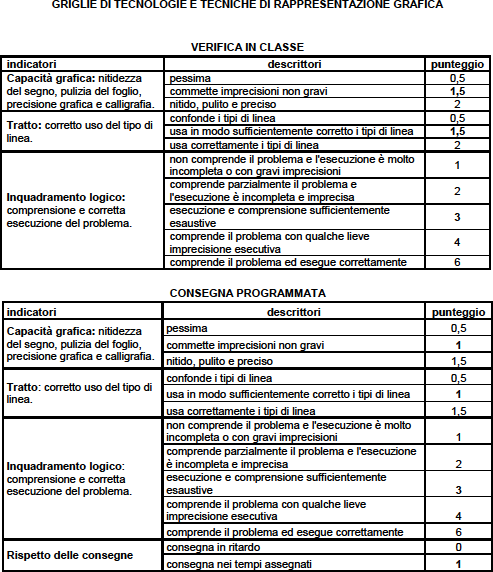 GRIGLIE DI TECNOLOGIE E TECNICHE DI RAPPRESENTAZIONE GRAFICA
VERIFICA IN CLASSE
indicatori descrittori punteggio
Capacità grafica: nitidezza
del segno, pulizia del foglio,
precisione grafica e calligrafia.
pessima 0,5
commette imprecisioni non gravi 1,5
nitido, pulito e preciso 2
Tratto: corretto uso del tipo di
linea.
confonde i tipi di linea 0,5
usa in modo sufficientemente corretto i tipi di linea 1,5
usa correttamente i tipi di linea 2
Inquadramento logico:
comprensione e corretta
esecuzione del problema.
non comprende il problema e l'esecuzione è molto
incompleta o con gravi imprecisioni 1
comprende parzialmente il problema e
l'esecuzione è incompleta e imprecisa 2
esecuzione e comprensione sufficientemente
esaustive 3
comprende il problema con qualche lieve
imprecisione esecutiva 4
comprende il problema ed esegue correttamente 6
CONSEGNA PROGRAMMATA
indicatori descrittori punteggio
Capacità grafica: nitidezza
del segno, pulizia del foglio,
precisione grafica e calligrafia.
pessima 0,5
commette imprecisioni non gravi 1
nitido, pulito e preciso 1,5
Tratto: corretto uso del tipo di
linea.
confonde i tipi di linea 0,5
usa in modo sufficientemente corretto i tipi di linea 1
usa correttamente i tipi di linea 1,5
Inquadramento logico:
comprensione e corretta
esecuzione del problema.
non comprende il problema e l'esecuzione è molto
incompleta o con gravi imprecisioni 1
comprende parzialmente il problema e l'esecuzione
è incompleta e imprecisa 2
esecuzione e comprensione sufficientemente
esaustive 3
comprende il problema con qualche lieve
imprecisione esecutiva 4
comprende il problema ed esegue correttamente 6
Rispetto delle consegne
consegna in ritardo 0
consegna nei tempi assegnati 1